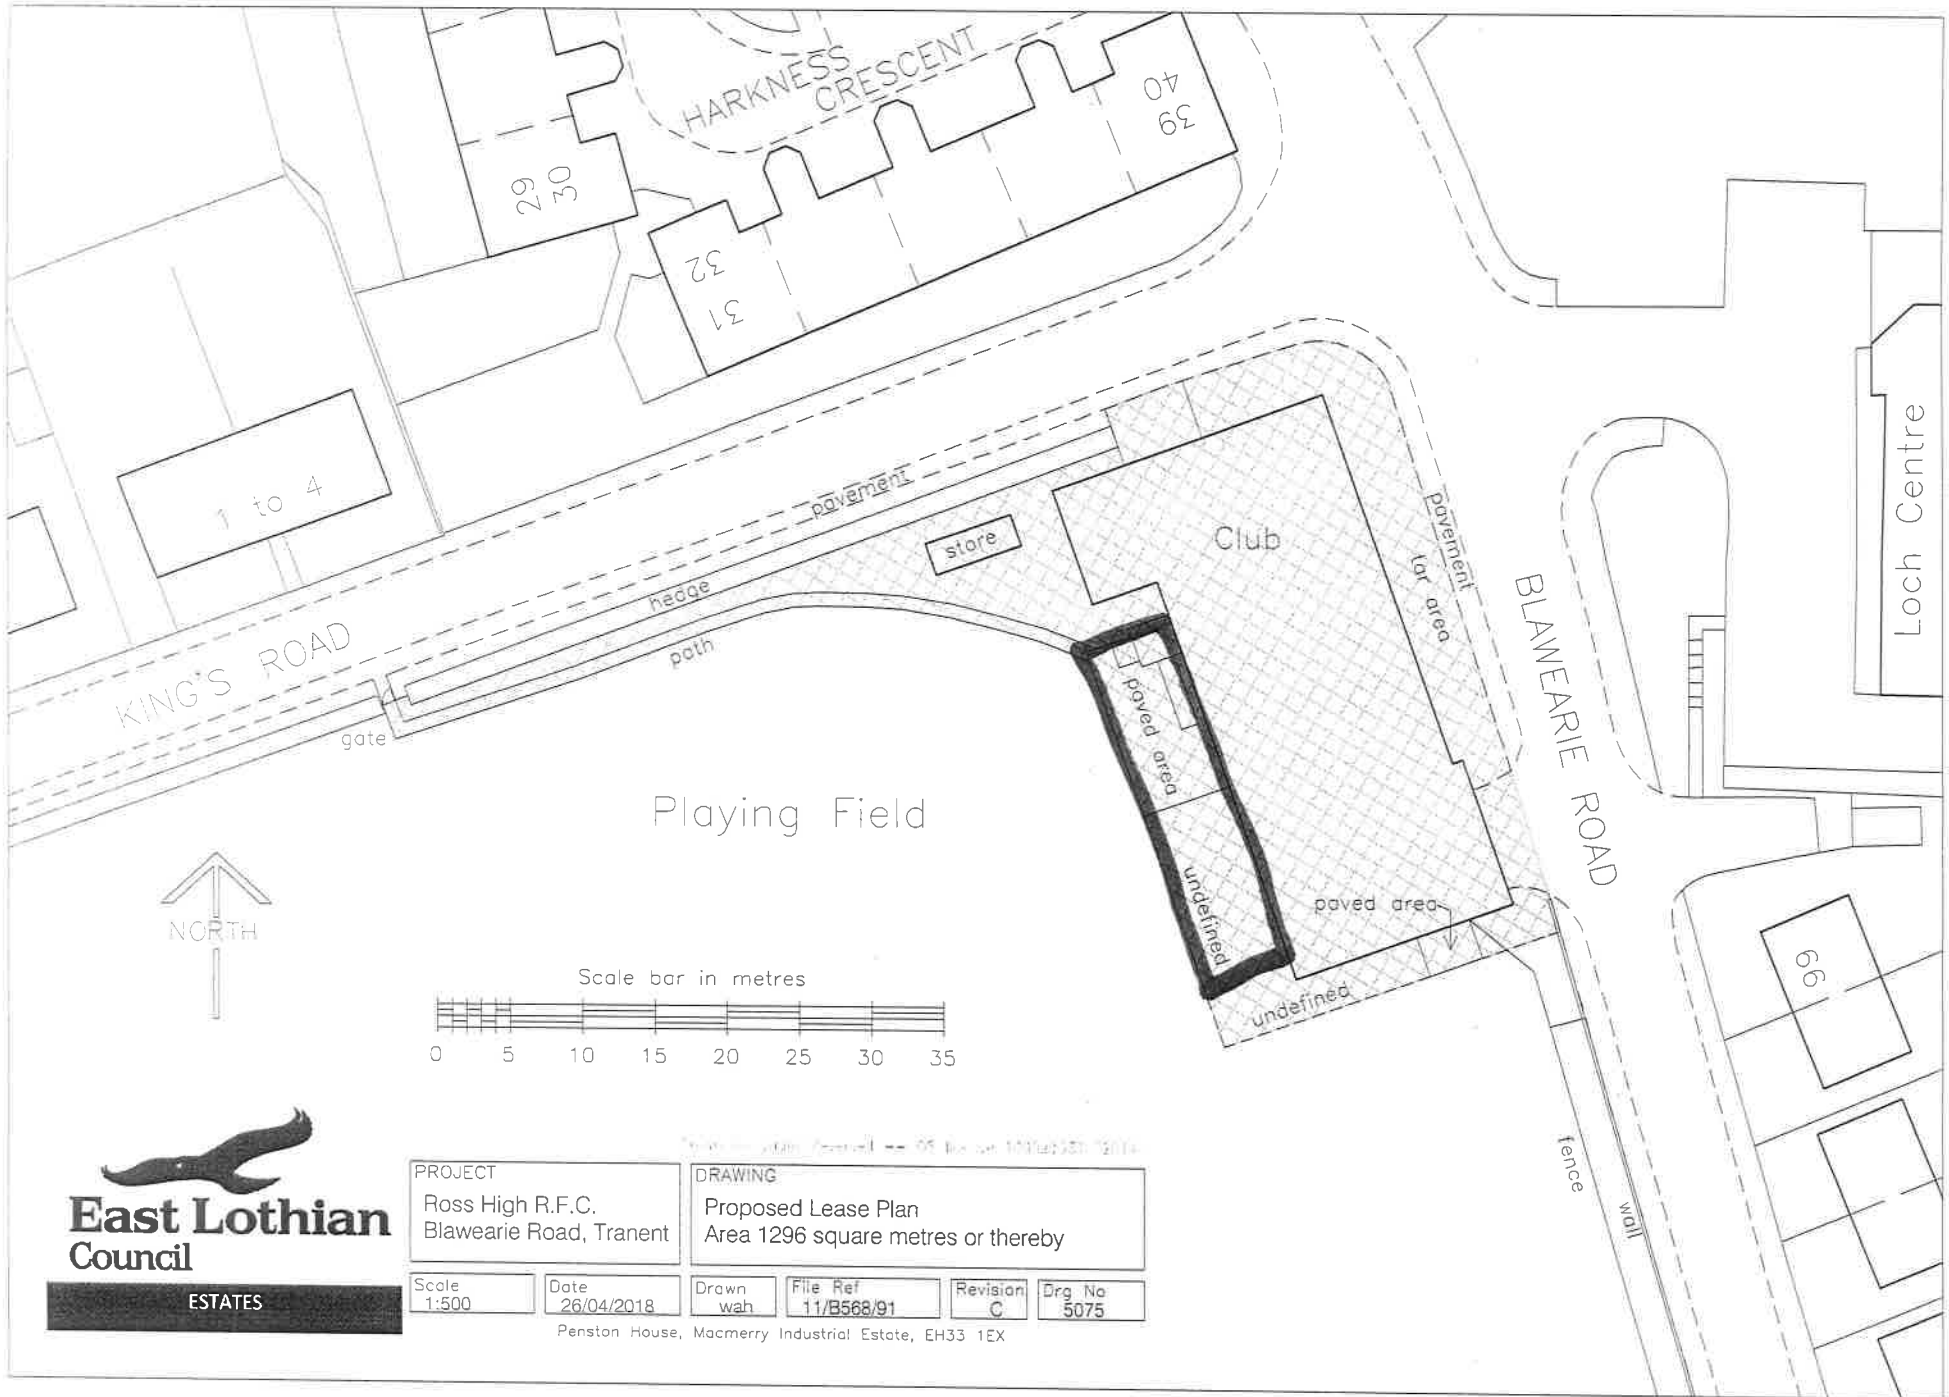 HARKNESS
CRESCENT
40
39
29
30
32
31
1 to 4
pavement
store
Club
pavement
tar area
hedge
path
KING'S ROAD
gate
Loch Centre
BLAWEARIE ROAD
paved area
undefined
Playing Field
paved area
undefined
66
NORTH
Scale bar in metres
0 5 10 15 20 25 30 35
fence
wall
East Lothian
Council
ESTATES
PROJECT
Ross High R.F.C.
Blawearie Road, Tranent
DRAWING
Proposed Lease Plan
Area 1296 square metres or thereby
Scale
1:500
Date
26/04/2018
Drawn
wah
File Ref
11/B568/91
Revision
C
Drg No
5075
Penston House, Macmerry Industrial Estate, EH33 1EX